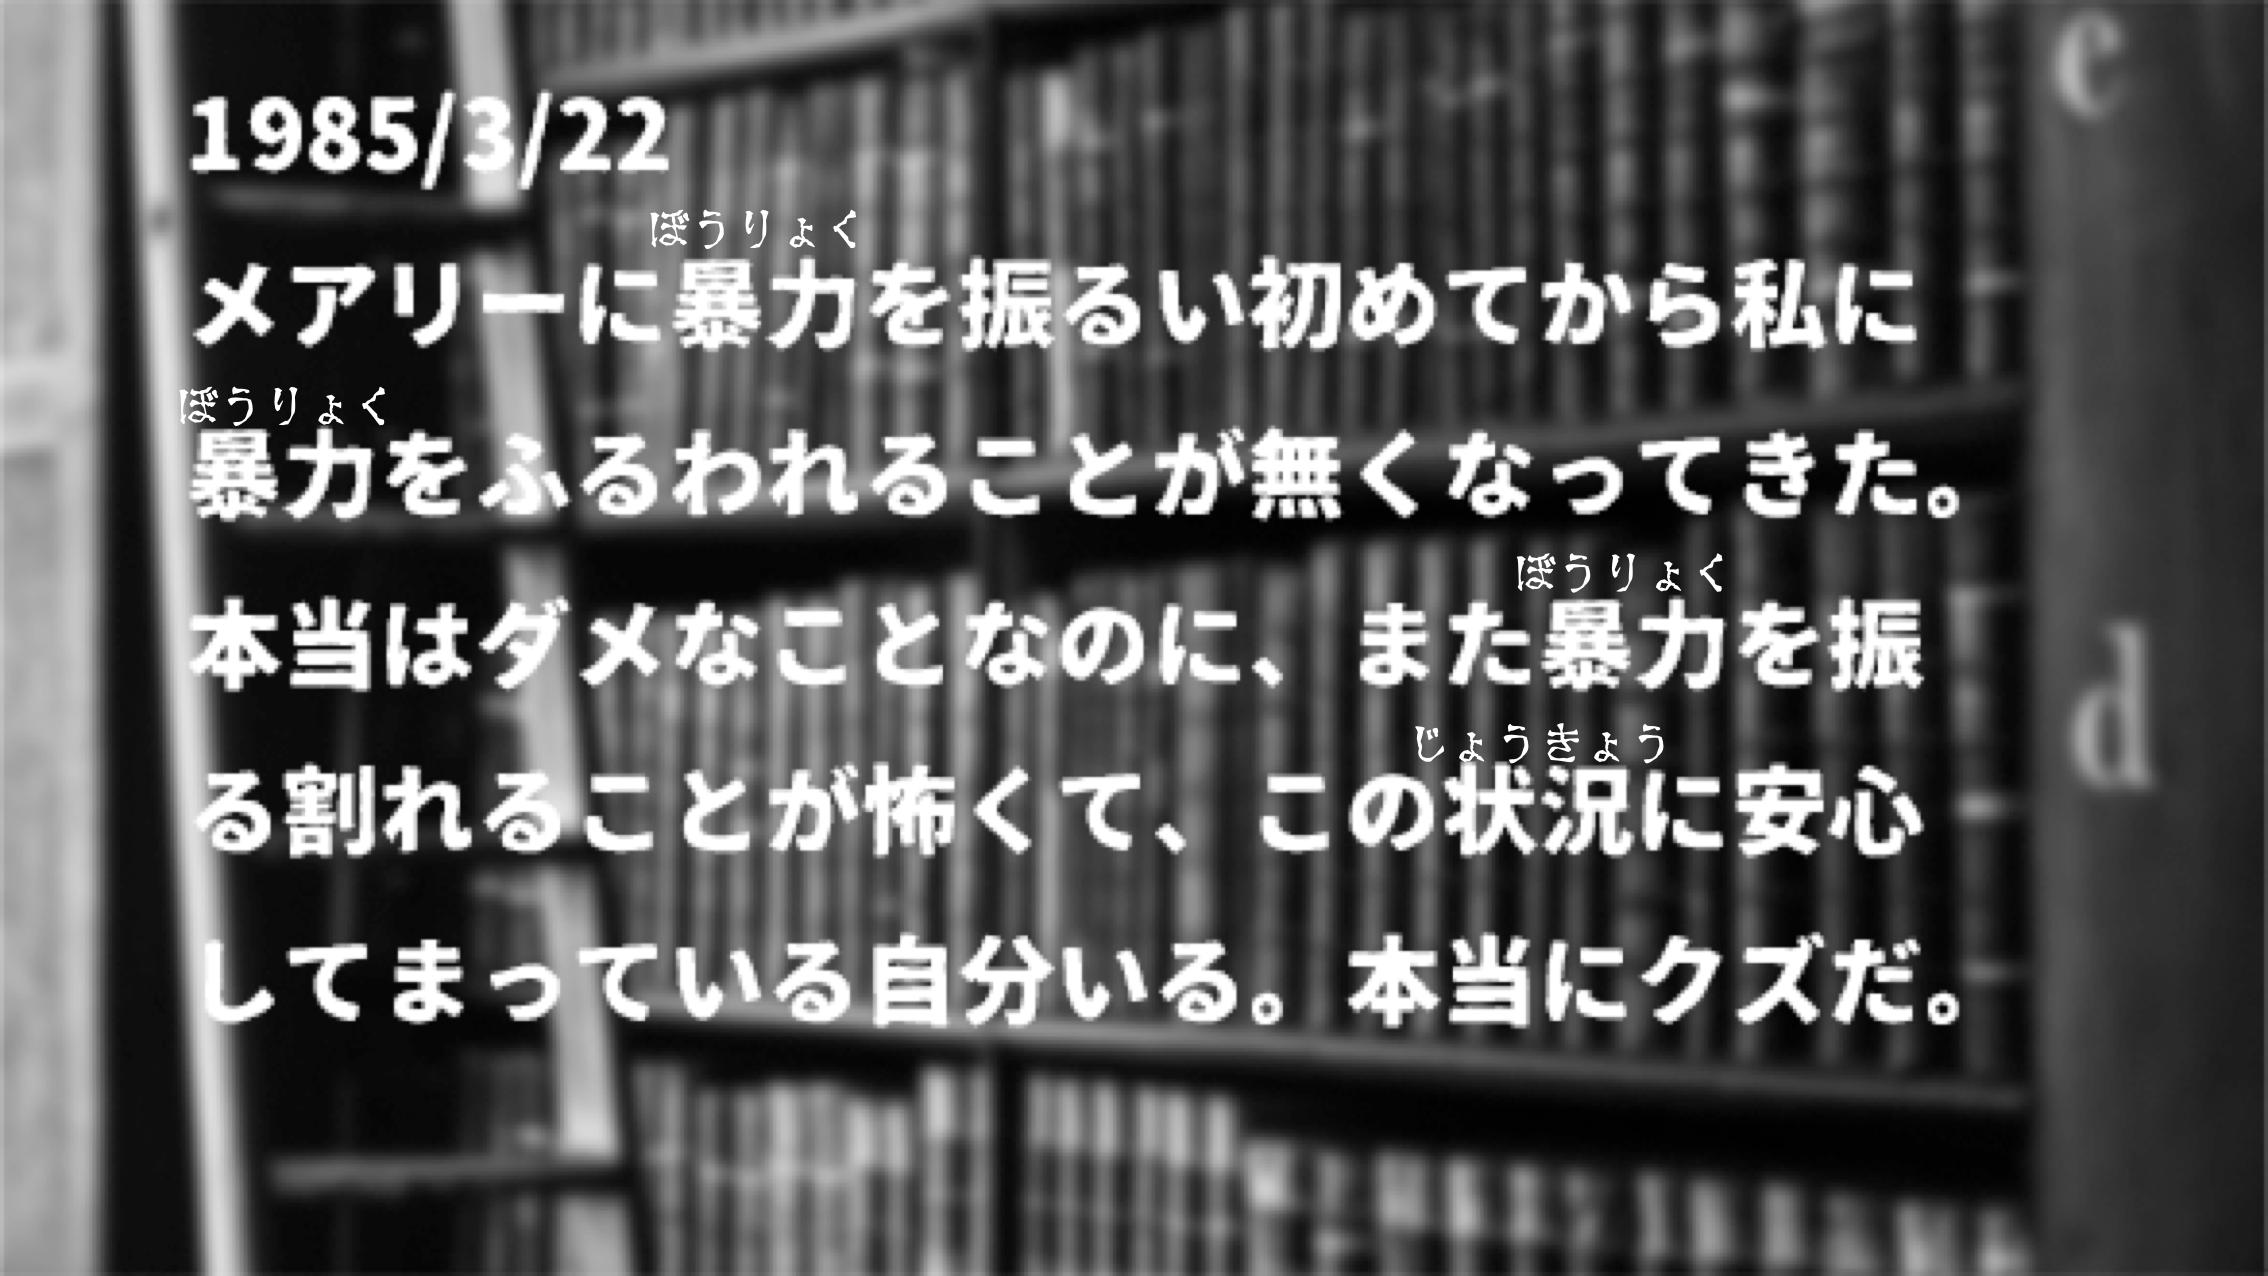 e
1985/3/22
ぼうりょく
メアリーに暴力を振るい初めてから私に
ぼうりょく
暴力をふるわれることが無くなってきた。
ぼうりょく
本当はダメなことなのに、また暴力を振
じょうきょう
る割れることが怖くて、この状況に安心
してまっている自分いる。本当にクズだ。
d